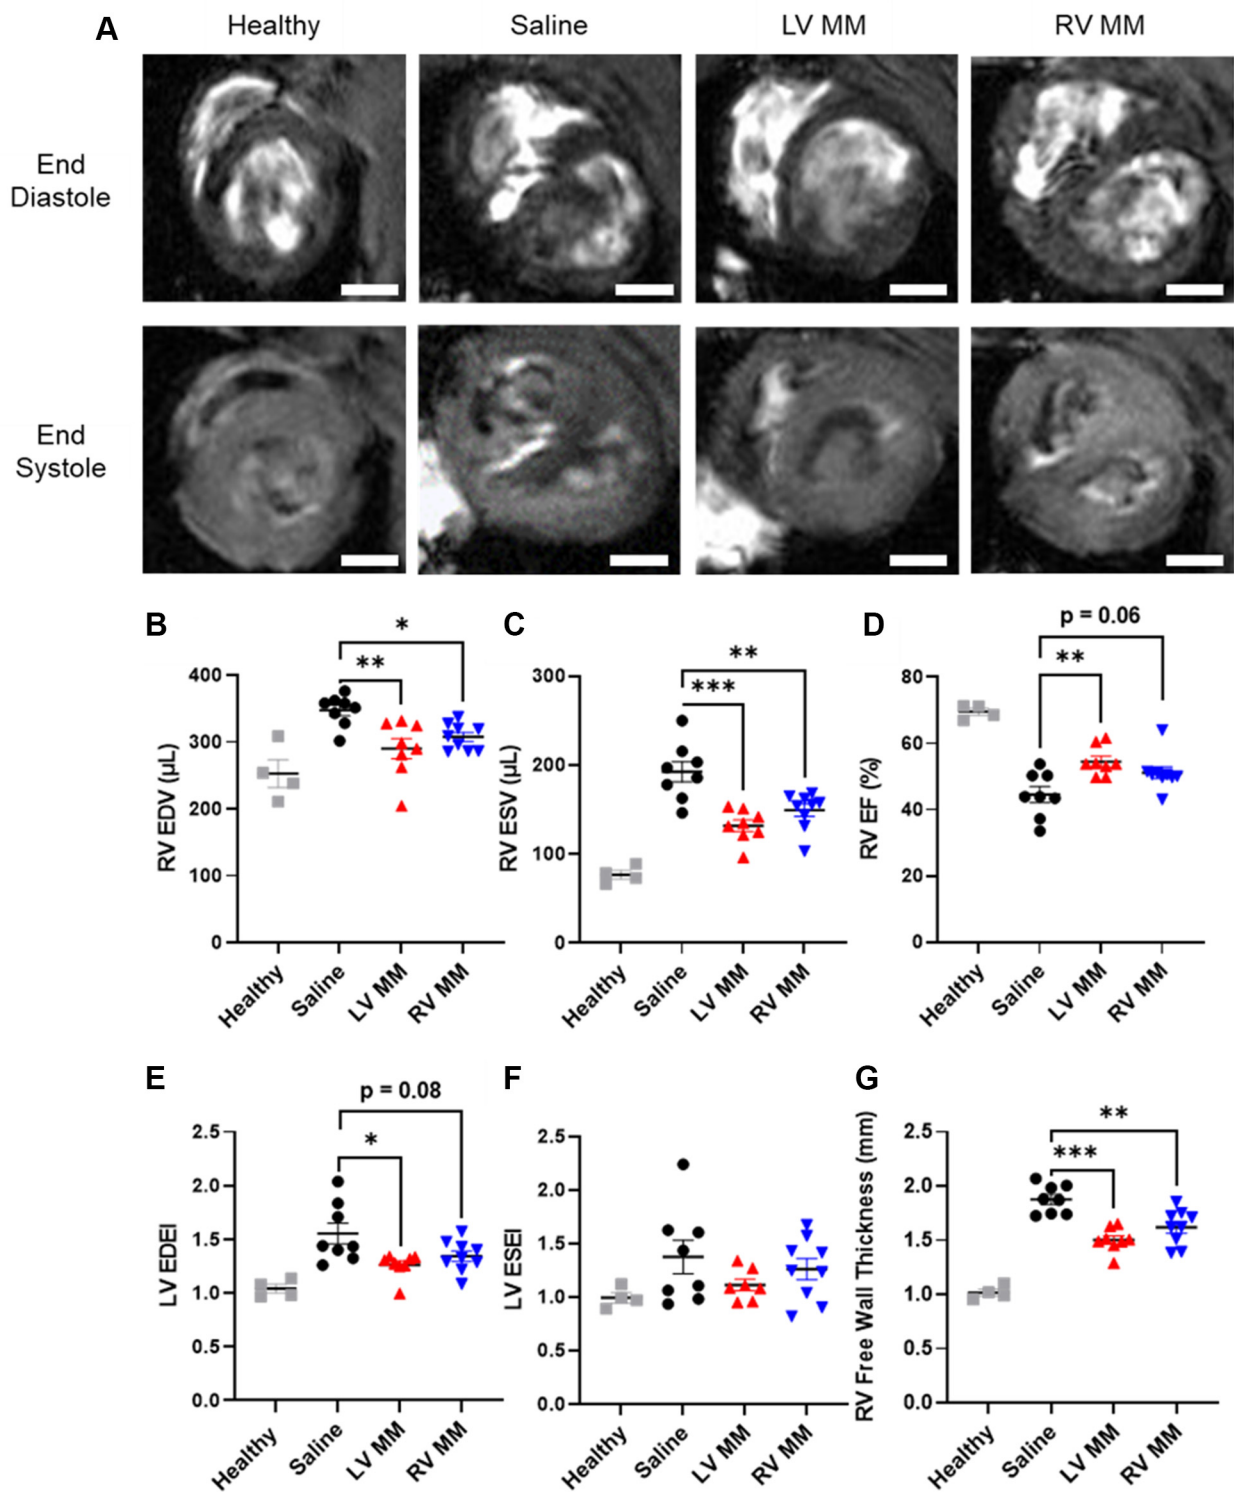 A
Healthy
Saline
LV MM
RV MM
End
Diastole
End
Systole
B
*
**
RV EDV (µL)
400
300
200
100
0
Healthy
Saline
LV MM
RV MM
C
**
***
RV ESV (µL)
300
200
100
0
Healthy
Saline
LV MM
RV MM
D
p = 0.06
**
RV EF (%)
80
60
40
20
0
Healthy
Saline
LV MM
RV MM
E
p = 0.08
*
LV EDEI
2.5
2.0
1.5
1.0
0.5
0.0
Healthy
Saline
LV MM
RV MM
F
LV ESEI
2.5
2.0
1.5
1.0
0.5
0.0
Healthy
Saline
LV MM
RV MM
G
**
***
RV Free Wall Thickness (mm)
2.5
2.0
1.5
1.0
0.5
0.0
Healthy
Saline
LV MM
RV MM